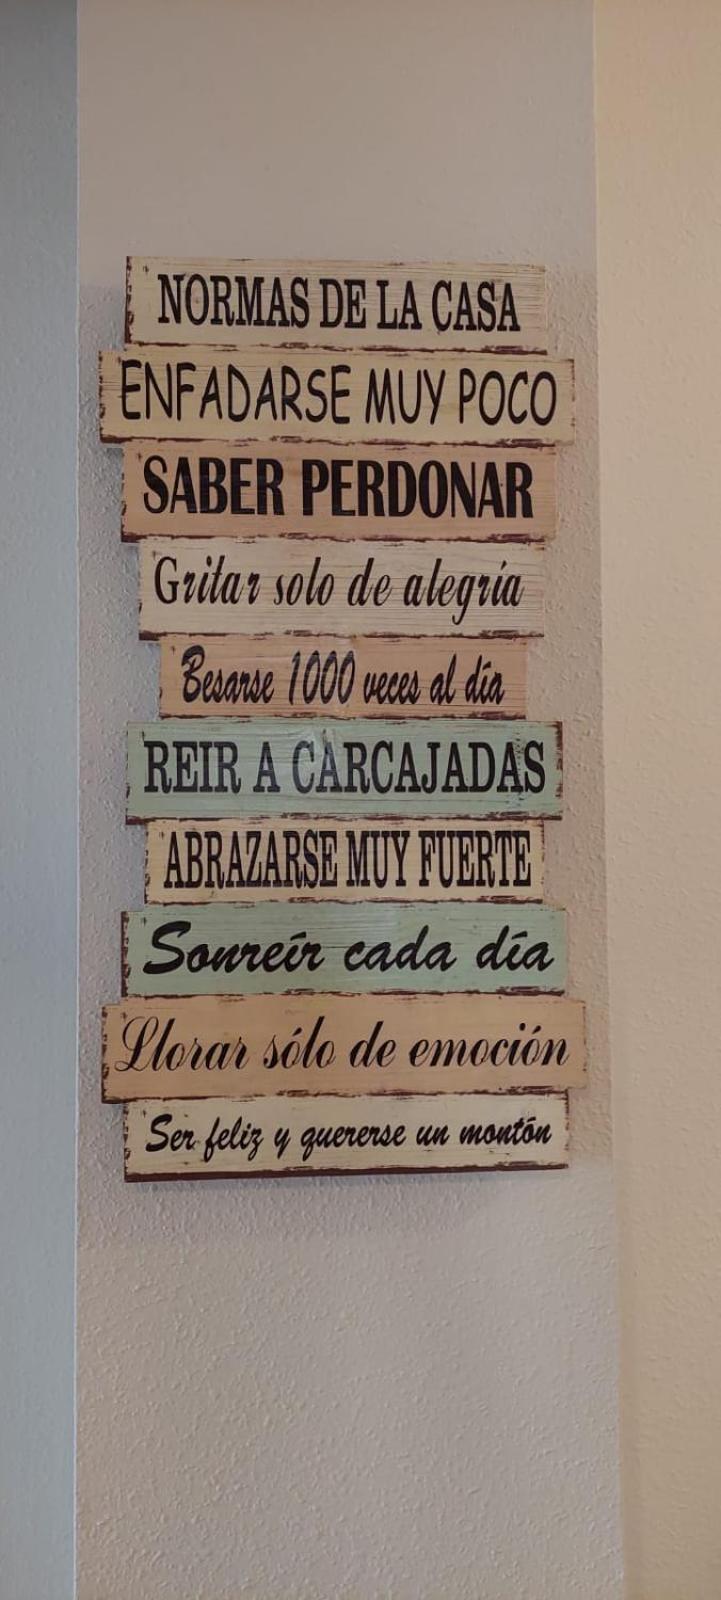 NORMAS DE LA CASA
ENFADARSE MUY POCO
SABER PERDONAR
Gritar solo de alegría
Besarse 1000 veces al día
REIR A CARCAJADAS
ABRAZARSE MUY FUERTE
Sonreír cada día
Llorar sólo de emoción
Ser feliz y quererse un montón